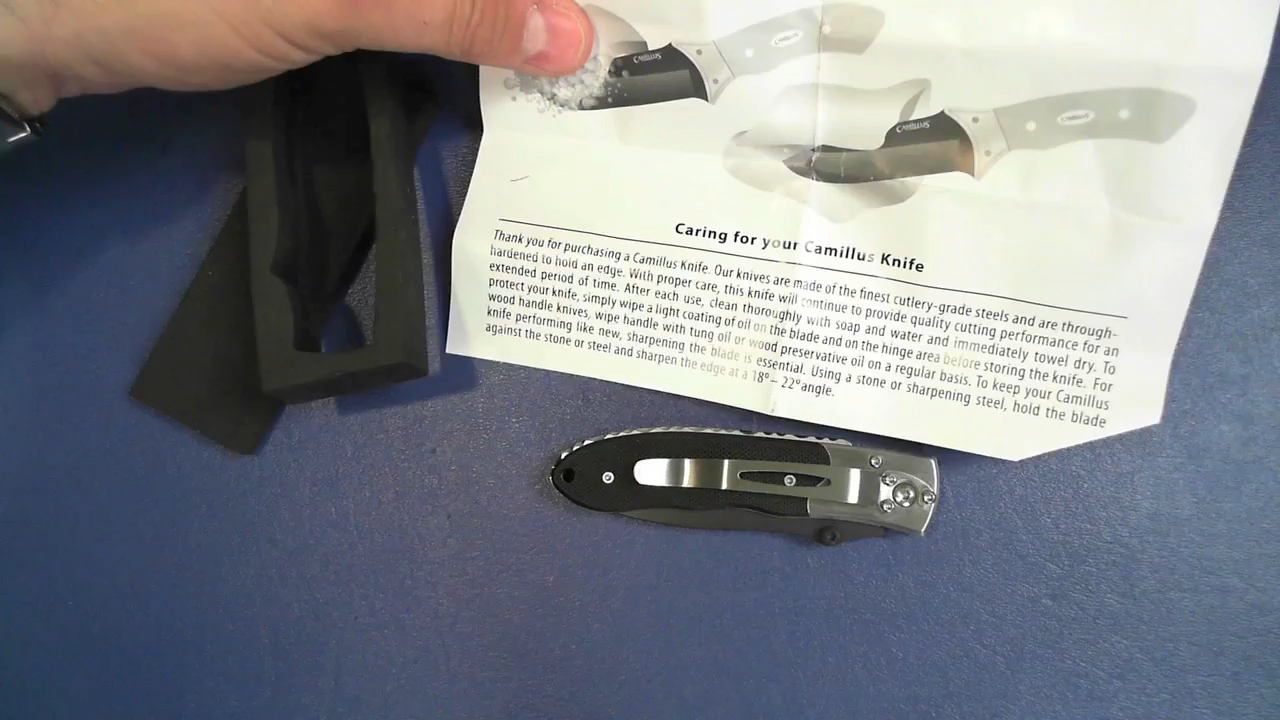 CAMILLUS
CAMILLUS
CAMILLUS
CAMILLUS
Caring for your Camillus Knife
Thank you for purchasing a Camillus Knife. Our knives are made of the finest cutlery-grade steels and are through-
hardened to hold an edge. With proper care, this knife will continue to provide quality cutting performance for an
extended period of time. After each use, clean thoroughly with soap and water and immediately towel dry. To
protect your knife, simply wipe a light coating of oil on the blade and on the hinge area before storing the knife. For
wood handle knives, wipe handle with tung oil or wood preservative oil on a regular basis. To keep your Camillus
knife performing like new, sharpening the blade is essential. Using a stone or sharpening steel, hold the blade
against the stone or steel and sharpen the edge at a 18° – 22° angle.